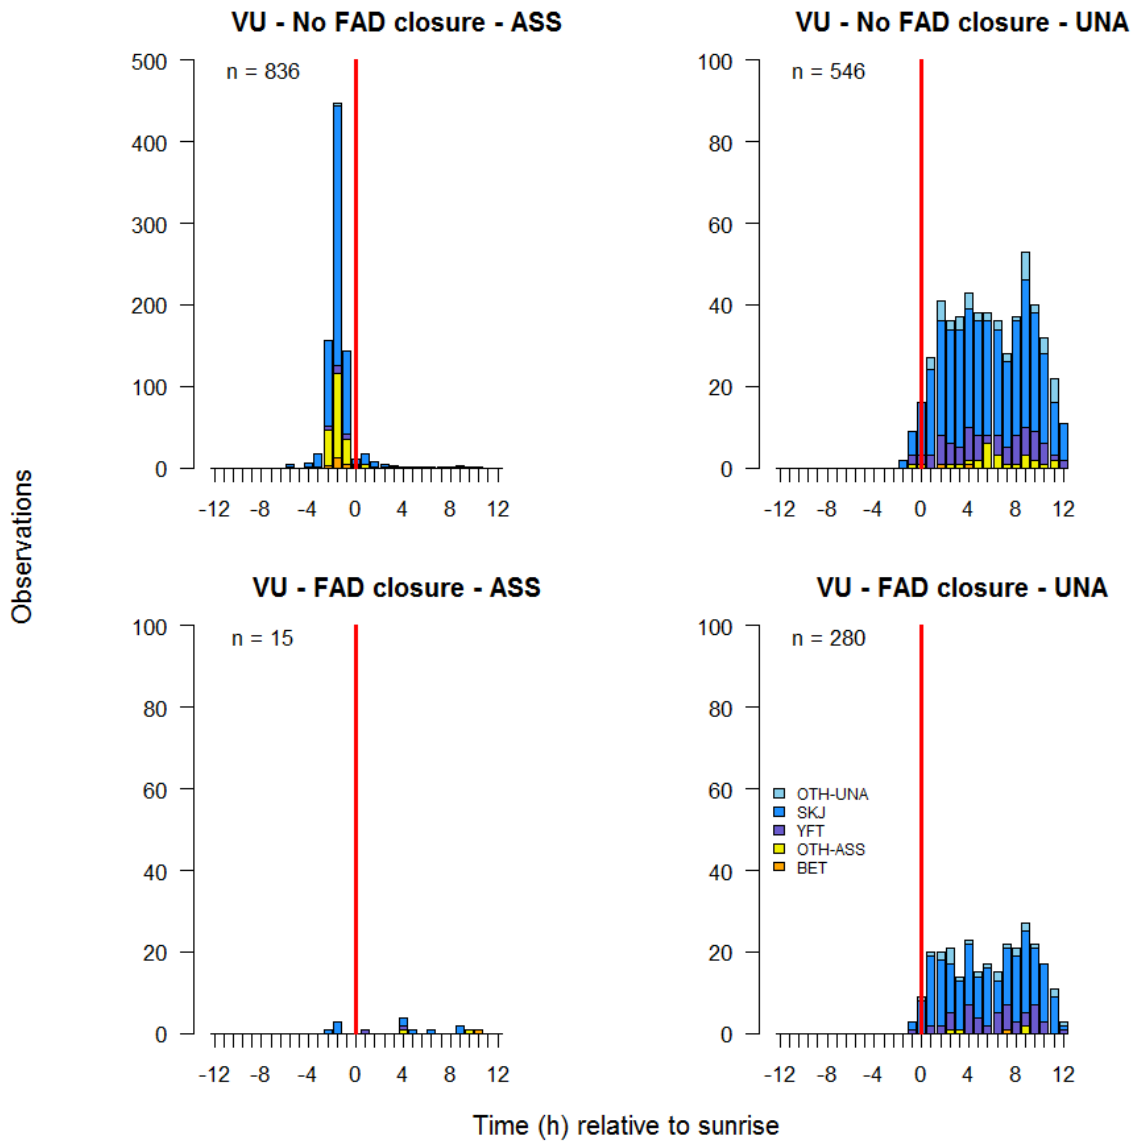 VU - No FAD closure - ASS
n = 836
500
400
300
200
100
0
-12 -8 -4 0 4 8 12
VU - No FAD closure - UNA
n = 546
100
80
60
40
20
0
-12 -8 -4 0 4 8 12
Observations
VU - FAD closure - ASS
n = 15
100
80
60
40
20
0
-12 -8 -4 0 4 8 12
VU - FAD closure - UNA
n = 280
100
80
60
40
20
0
OTH-UNA
SKJ
YFT
OTH-ASS
BET
-12 -8 -4 0 4 8 12
Time (h) relative to sunrise